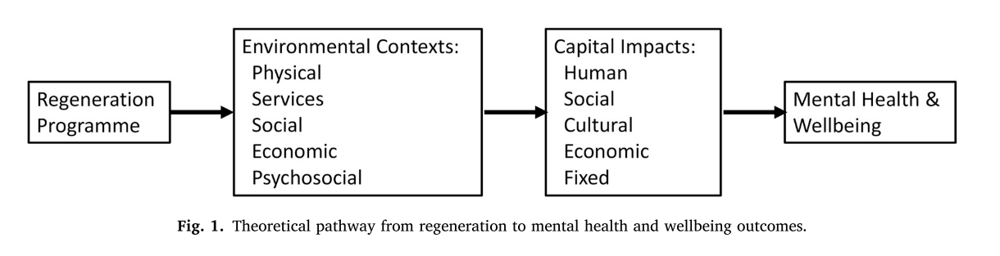 Regeneration
Programme
Environmental Contexts:
Physical
Services
Social
Economic
Psychosocial
Capital Impacts:
Human
Social
Cultural
Economic
Fixed
Mental Health &
Wellbeing
Fig. 1. Theoretical pathway from regeneration to mental health and wellbeing outcomes.